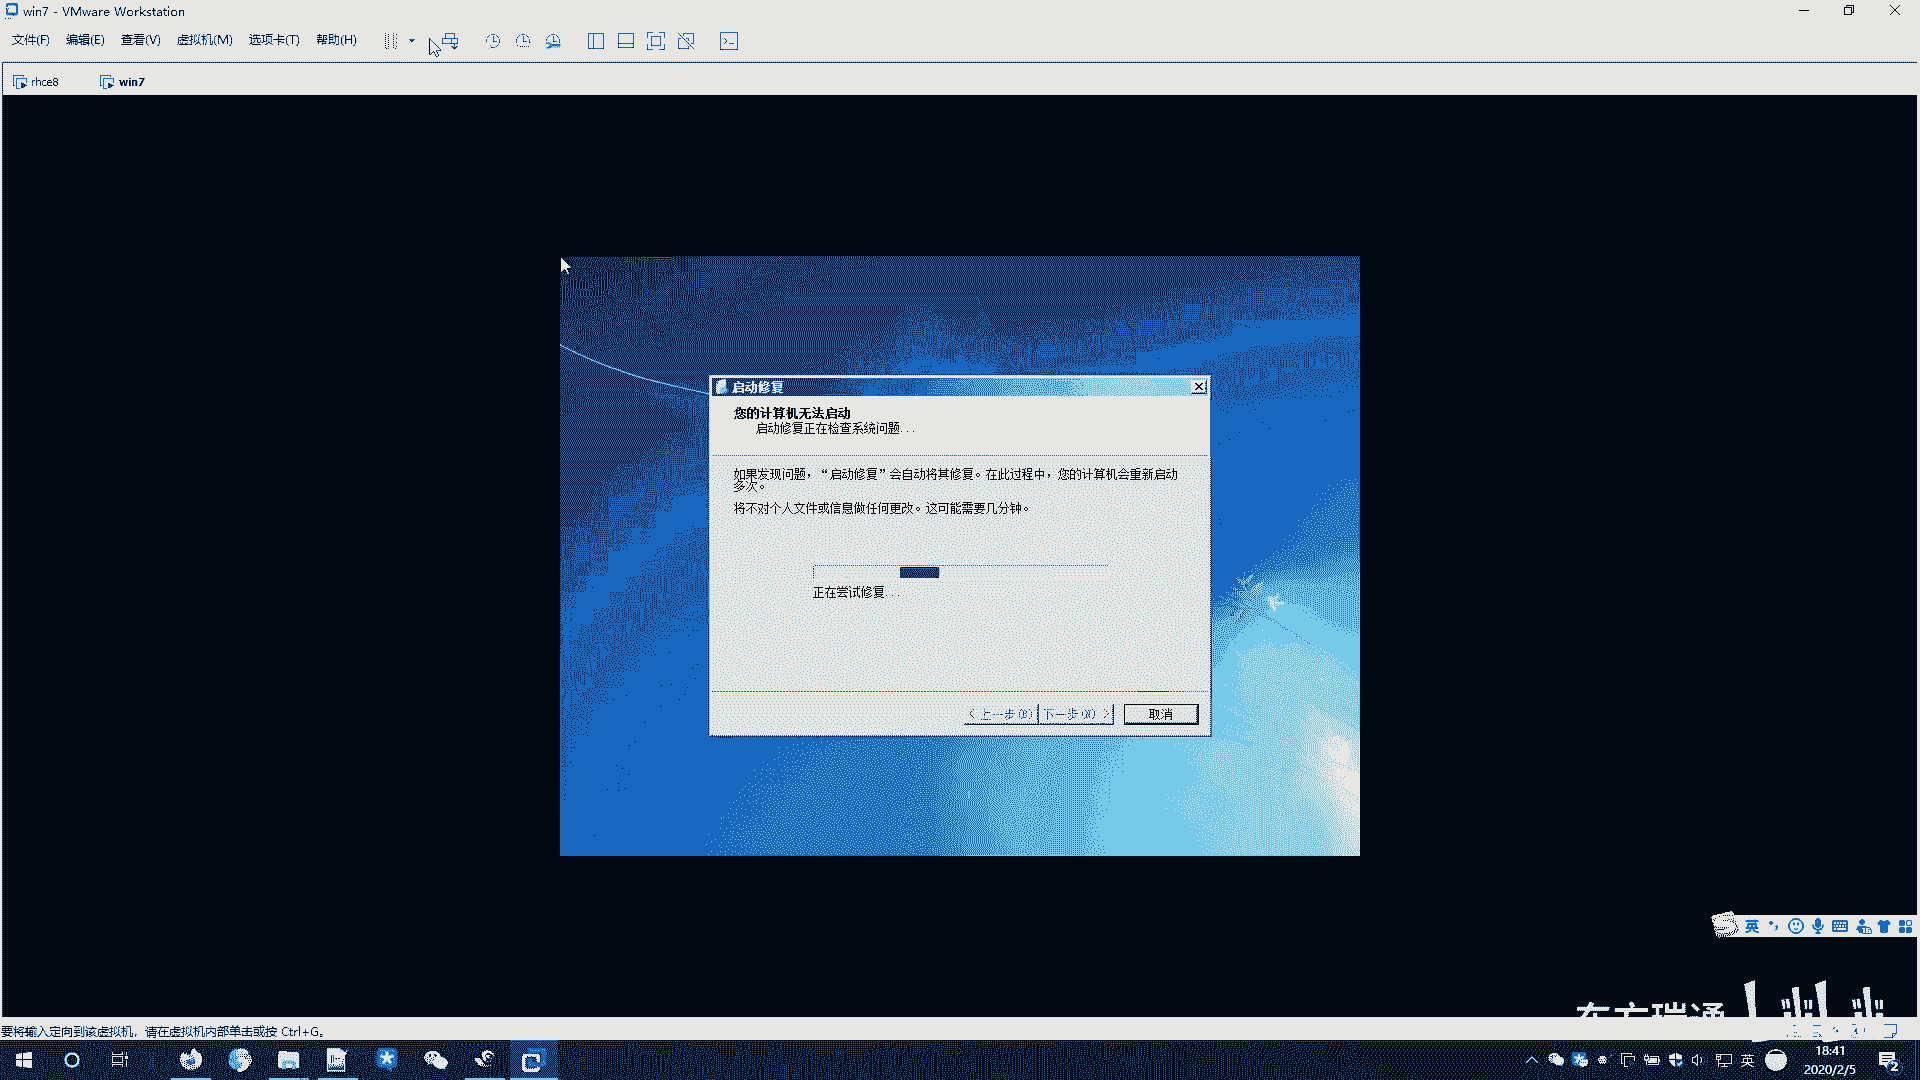 win7 - VMware Workstation
文件(F) 编辑(E) 查看(V) 虚拟机(M) 选项卡(T) 帮助(H)
rhce8 win7
启动修复
您的计算机无法启动
启动修复正在检查系统问题...
如果发现问题，“启动修复”会自动将其修复。在此过程中，您的计算机会重新启动
多次。
将不对个人文件或信息做任何更改。这可能需要几分钟。
正在尝试修复...
< 上一步(B) 下一步(N) > 取消
英
东方瑞通
要将输入定向到该虚拟机，请在虚拟机内部单击或按 Ctrl+G。
英
18:41
2020/2/5
2